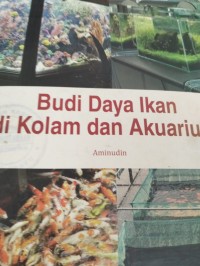 Budi Daya Ikan
di Kolam dan Akuariu
Aminudin